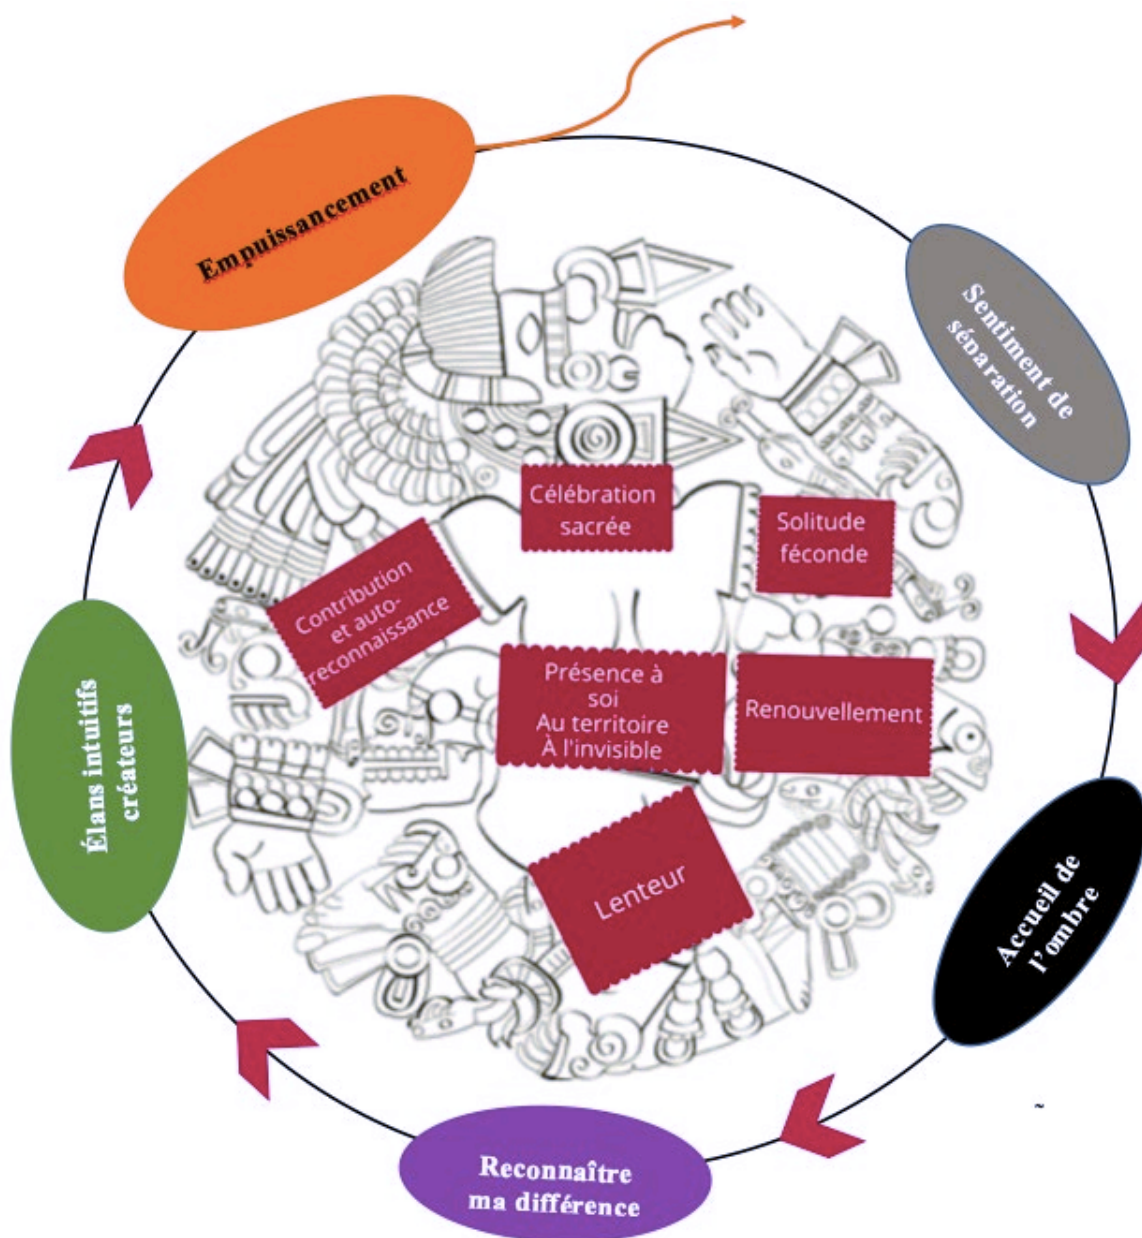 Empuissancement
Sentiment de
séparation
Célébration
sacrée
Solitude
féconde
Contribution
et auto-
reconnaissance
Présence à
soi
Au territoire
À l'invisible
Renouvellement
Élans intuitifs
créateurs
Lenteur
Accueil de
l'ombre
~
Reconnaître
ma différence